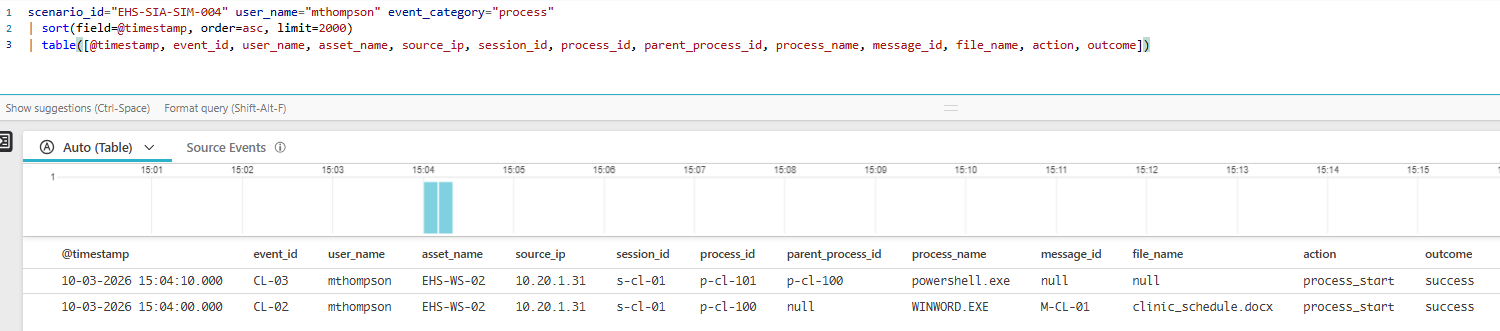 1 scenario_id="EHS-SIA-SIM-004" user_name="mthompson" event_category="process"
2 | sort(field=@timestamp, order=asc, limit=2000)
3 | table([@timestamp, event_id, user_name, asset_name, source_ip, session_id, process_id, parent_process_id, process_name, message_id, file_name, action, outcome])
Show suggestions (Ctrl-Space) Format query (Shift-Alt-F)
Auto (Table) Source Events
15:01 15:02 15:03 15:04 15:05 15:06 15:07 15:08 15:09 15:10 15:11 15:12 15:13 15:14 15:15
1
@timestamp event_id user_name asset_name source_ip session_id process_id parent_process_id process_name message_id file_name action outcome
10-03-2026 15:04:10.000 CL-03 mthompson EHS-WS-02 10.20.1.31 s-cl-01 p-cl-101 p-cl-100 powershell.exe null null process_start success
10-03-2026 15:04:00.000 CL-02 mthompson EHS-WS-02 10.20.1.31 s-cl-01 p-cl-100 null WINWORD.EXE M-CL-01 clinic_schedule.docx process_start success